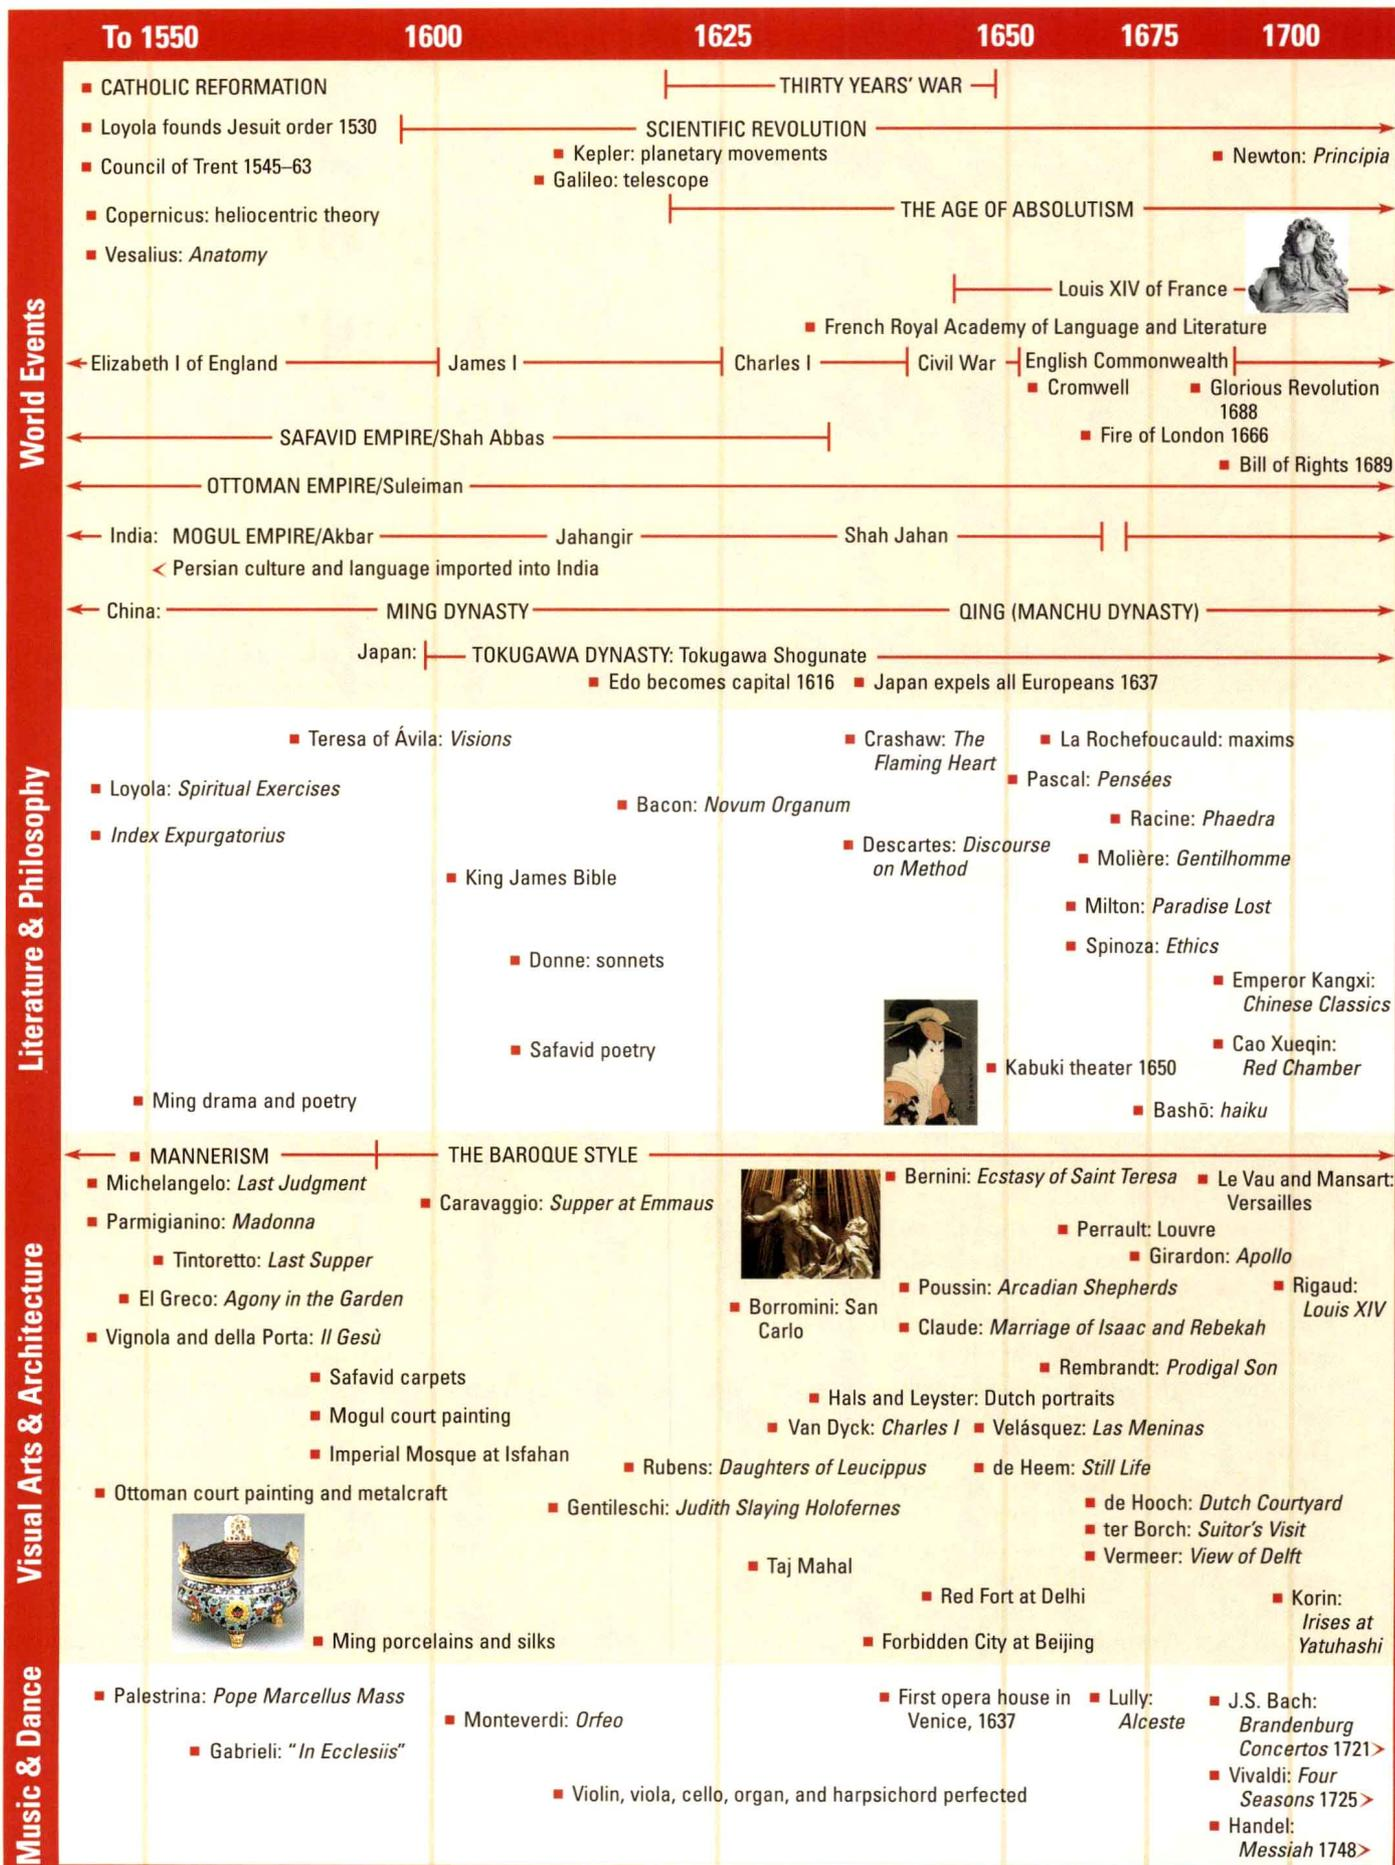 To 1550 1600 1625 1650 1675 1700
World Events
CATHOLIC REFORMATION
THIRTY YEARS' WAR
Loyola founds Jesuit order 1530
SCIENTIFIC REVOLUTION
Kepler: planetary movements
Newton: Principia
Council of Trent 1545–63
Galileo: telescope
Copernicus: heliocentric theory
THE AGE OF ABSOLUTISM
Vesalius: Anatomy
Louis XIV of France
French Royal Academy of Language and Literature
Elizabeth I of England James I Charles I Civil War English Commonwealth
Cromwell
Glorious Revolution
1688
SAFAVID EMPIRE/Shah Abbas
Fire of London 1666
Bill of Rights 1689
OTTOMAN EMPIRE/Suleiman
India: MOGUL EMPIRE/Akbar Jahangir Shah Jahan
< Persian culture and language imported into India
China: MING DYNASTY QING (MANCHU DYNASTY)
Japan: TOKUGAWA DYNASTY: Tokugawa Shogunate
Edo becomes capital 1616
Japan expels all Europeans 1637
Literature & Philosophy
Teresa of Ávila: Visions
Crashaw: The
Flaming Heart
La Rochefoucauld: maxims
Pascal: Pensées
Loyola: Spiritual Exercises
Bacon: Novum Organum
Racine: Phaedra
Index Expurgatorius
Descartes: Discourse
on Method
Molière: Gentilhomme
King James Bible
Milton: Paradise Lost
Spinoza: Ethics
Donne: sonnets
Emperor Kangxi:
Chinese Classics
Safavid poetry
Cao Xueqin:
Red Chamber
Kabuki theater 1650
Ming drama and poetry
Bashō: haiku
Visual Arts & Architecture
MANNERISM THE BAROQUE STYLE
Michelangelo: Last Judgment
Bernini: Ecstasy of Saint Teresa
Le Vau and Mansart:
Versailles
Caravaggio: Supper at Emmaus
Parmigianino: Madonna
Perrault: Louvre
Tintoretto: Last Supper
Girardon: Apollo
El Greco: Agony in the Garden
Poussin: Arcadian Shepherds
Rigaud:
Louis XIV
Borromini: San
Carlo
Claude: Marriage of Isaac and Rebekah
Vignola and della Porta: Il Gesù
Safavid carpets
Rembrandt: Prodigal Son
Hals and Leyster: Dutch portraits
Mogul court painting
Van Dyck: Charles I
Velásquez: Las Meninas
Imperial Mosque at Isfahan
Rubens: Daughters of Leucippus
de Heem: Still Life
Ottoman court painting and metalcraft
Gentileschi: Judith Slaying Holofernes
de Hooch: Dutch Courtyard
ter Borch: Suitor's Visit
Vermeer: View of Delft
Taj Mahal
Red Fort at Delhi
Korin:
Irises at
Yatuhashi
Ming porcelains and silks
Forbidden City at Beijing
Music & Dance
Palestrina: Pope Marcellus Mass
First opera house in
Venice, 1637
Lully:
Alceste
J.S. Bach:
Brandenburg
Concertos 1721>
Monteverdi: Orfeo
Gabrieli: "In Ecclesiis"
Vivaldi: Four
Seasons 1725>
Violin, viola, cello, organ, and harpsichord perfected
Handel:
Messiah 1748>